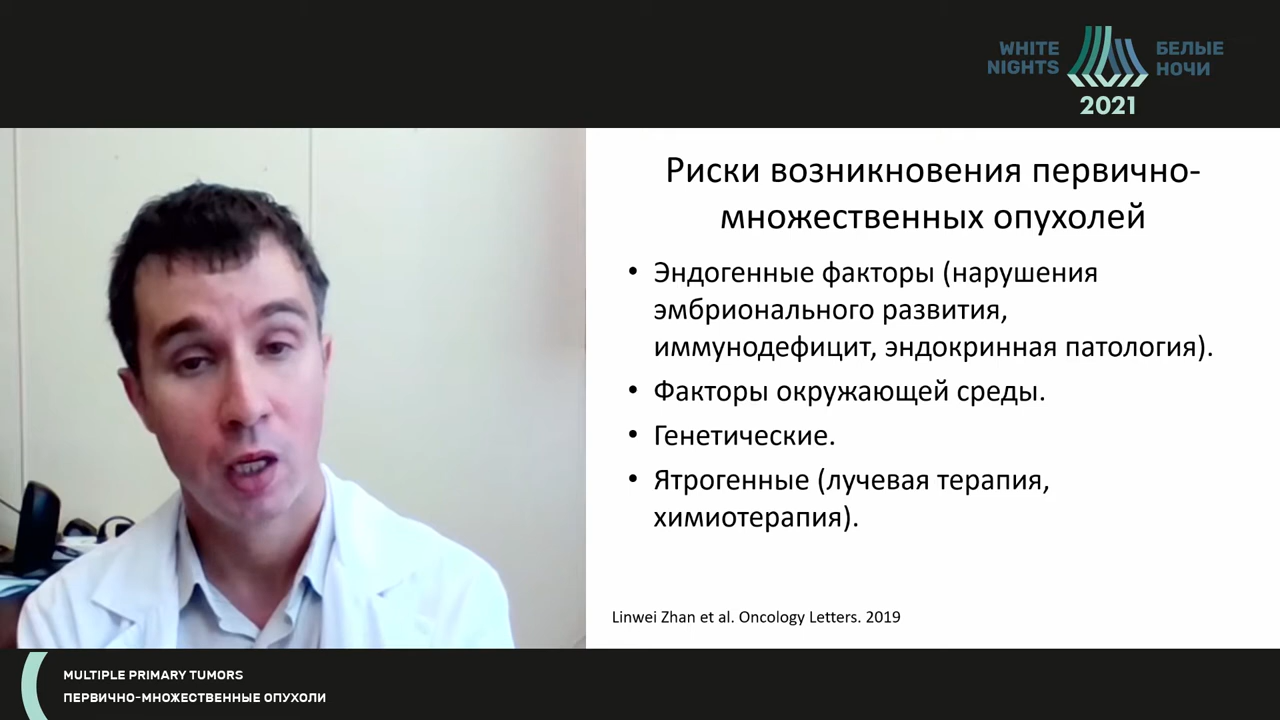 WHITE
NIGHTS
БЕЛЫЕ
НОЧИ
2021
Риски возникновения первично-
множественных опухолей
• Эндогенные факторы (нарушения
эмбрионального развития,
иммунодефицит, эндокринная патология).
• Факторы окружающей среды.
• Генетические.
• Ятрогенные (лучевая терапия,
химиотерапия).
Linwei Zhan et al. Oncology Letters. 2019
MULTIPLE PRIMARY TUMORS
ПЕРВИЧНО-МНОЖЕСТВЕННЫЕ ОПУХОЛИ